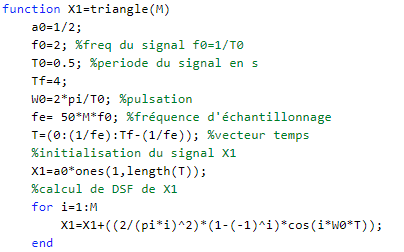 function X1=triangle(M)
a0=1/2;
f0=2; %freq du signal f0=1/T0
T0=0.5; %periode du signal en s
Tf=4;
W0=2*pi/T0; %pulsation
fe= 50*M*f0; %fréquence d'échantillonnage
T=(0:(1/fe):Tf-(1/fe)); %vecteur temps
%initialisation du signal X1
X1=a0*ones(1,length(T));
%calcul de DSF de X1
for i=1:M
X1=X1+((2/(pi*i)^2)*(1-(-1)^i)*cos(i*W0*T));
end